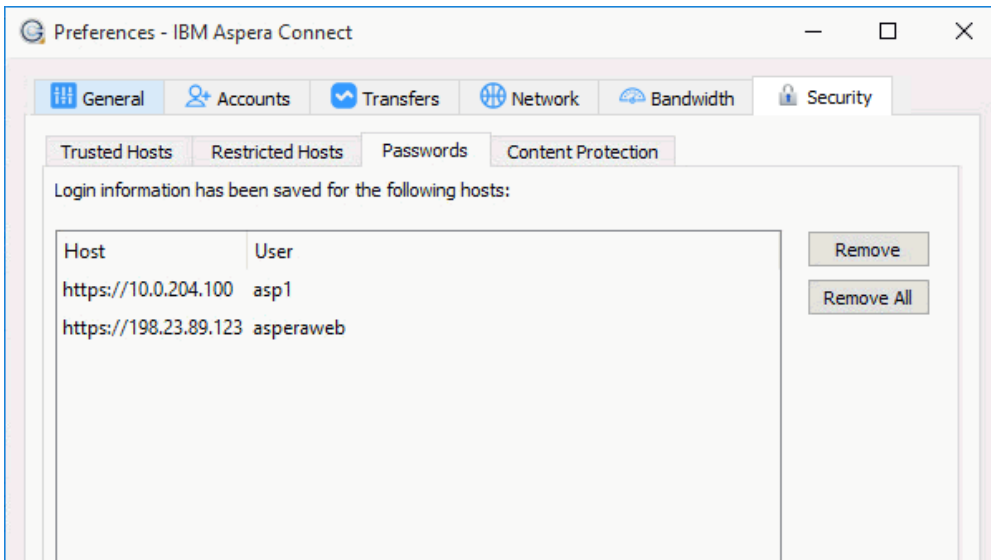 Preferences - IBM Aspera Connect
General Accounts Transfers Network Bandwidth Security
Trusted Hosts Restricted Hosts Passwords Content Protection
Login information has been saved for the following hosts:
Host User
Remove
https://10.0.204.100 asp1
Remove All
https://198.23.89.123 asperaweb